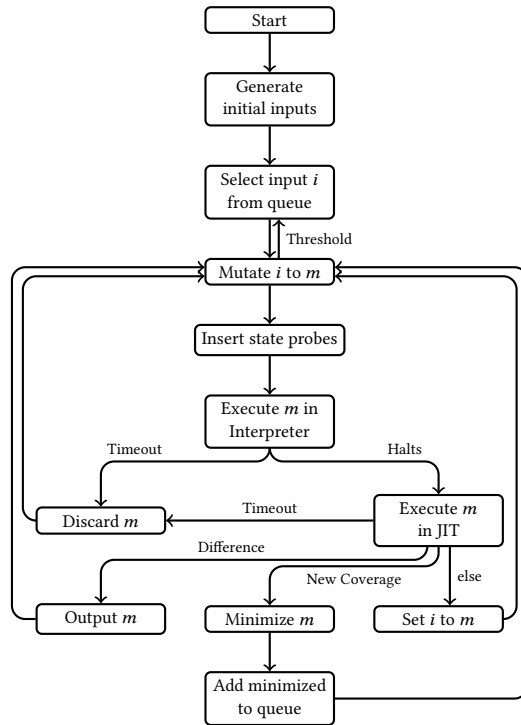 Start
Generate
initial inputs
Select input i
from queue
Threshold
Mutate i to m
Insert state probes
Execute m in
Interpreter
Timeout
Halts
Discard m
Timeout
Execute m
in JIT
Difference
New Coverage
else
Output m
Minimize m
Set i to m
Add minimized
to queue